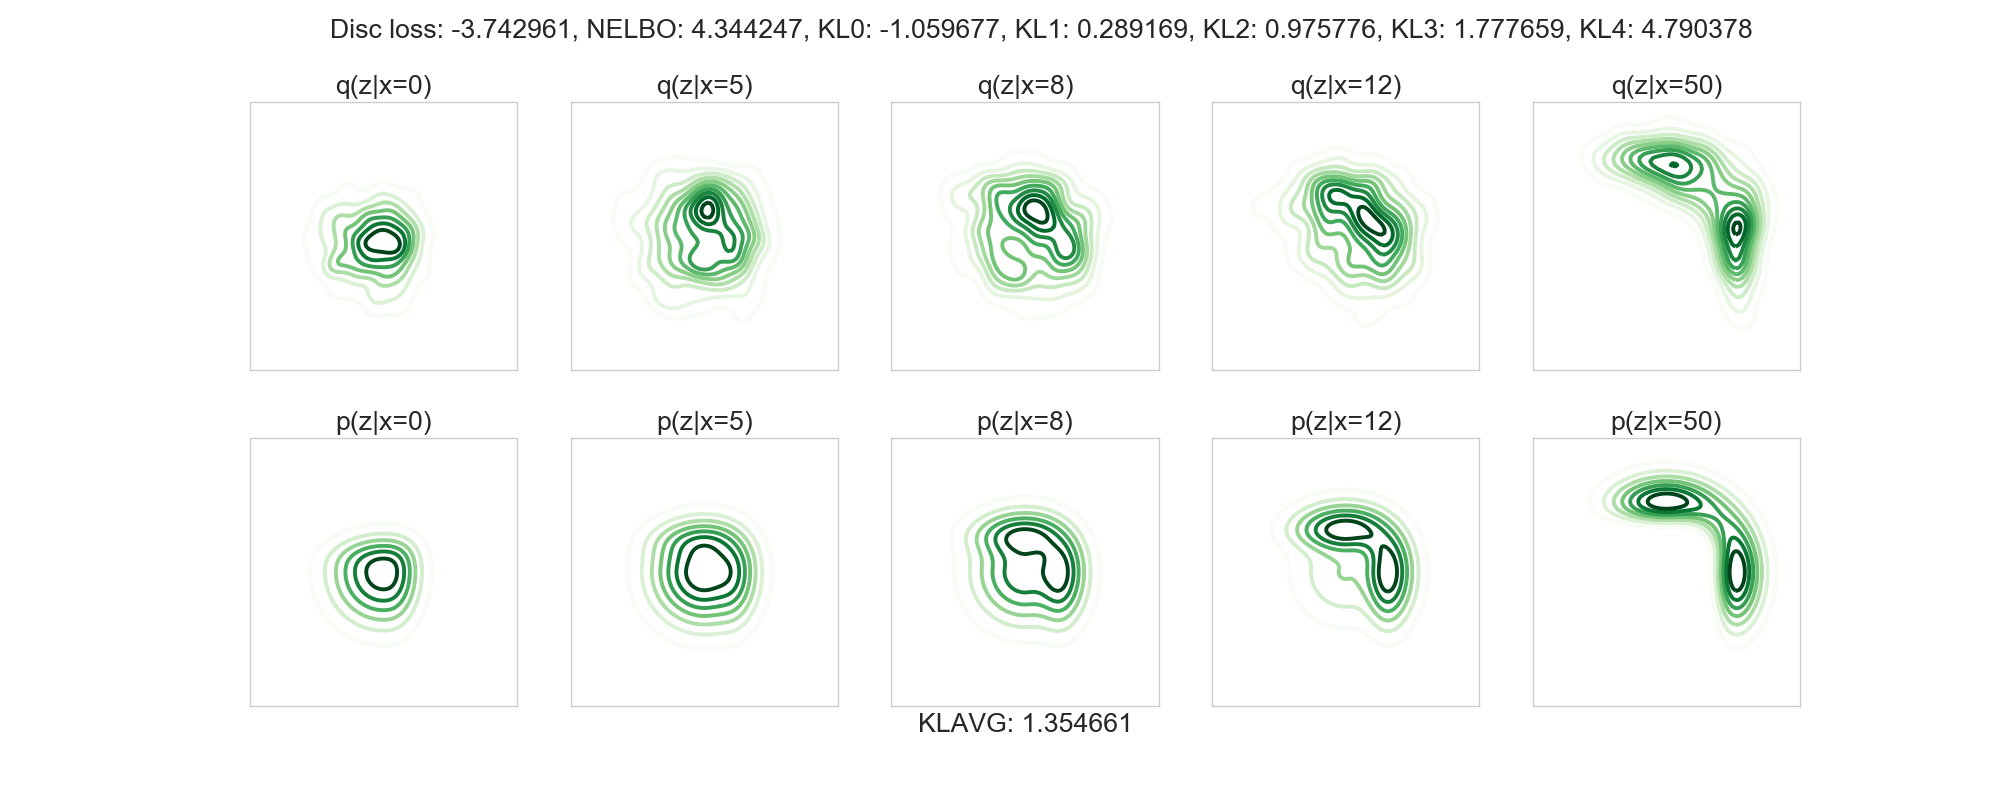 Disc loss: -3.742961, NELBO: 4.344247, KL0: -1.059677, KL1: 0.289169, KL2: 0.975776, KL3: 1.777659, KL4: 4.790378
q(z|x=0) q(z|x=5) q(z|x=8) q(z|x=12) q(z|x=50)
p(z|x=0) p(z|x=5) p(z|x=8) p(z|x=12) p(z|x=50)
KLAVG: 1.354661